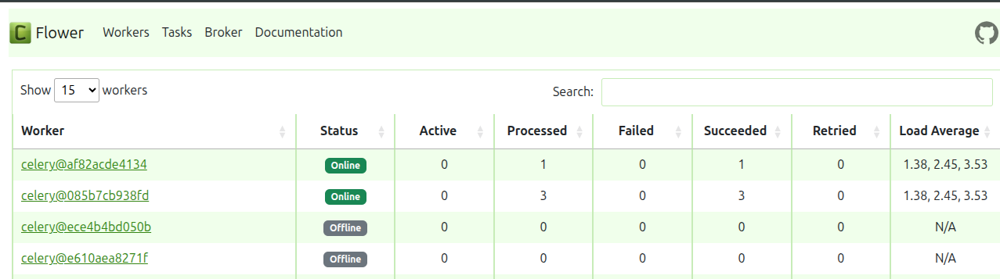 C Flower Workers Tasks Broker Documentation
Show 15 workers Search:
Worker Status Active Processed Failed Succeeded Retried Load Average
celery@af82acde4134 Online 0 1 0 1 0 1.38, 2.45, 3.53
celery@085b7cb938fd Online 0 3 0 3 0 1.38, 2.45, 3.53
celery@ece4b4bd050b Offline 0 0 0 0 0 N/A
celery@e610aea8271f Offline 0 0 0 0 0 N/A